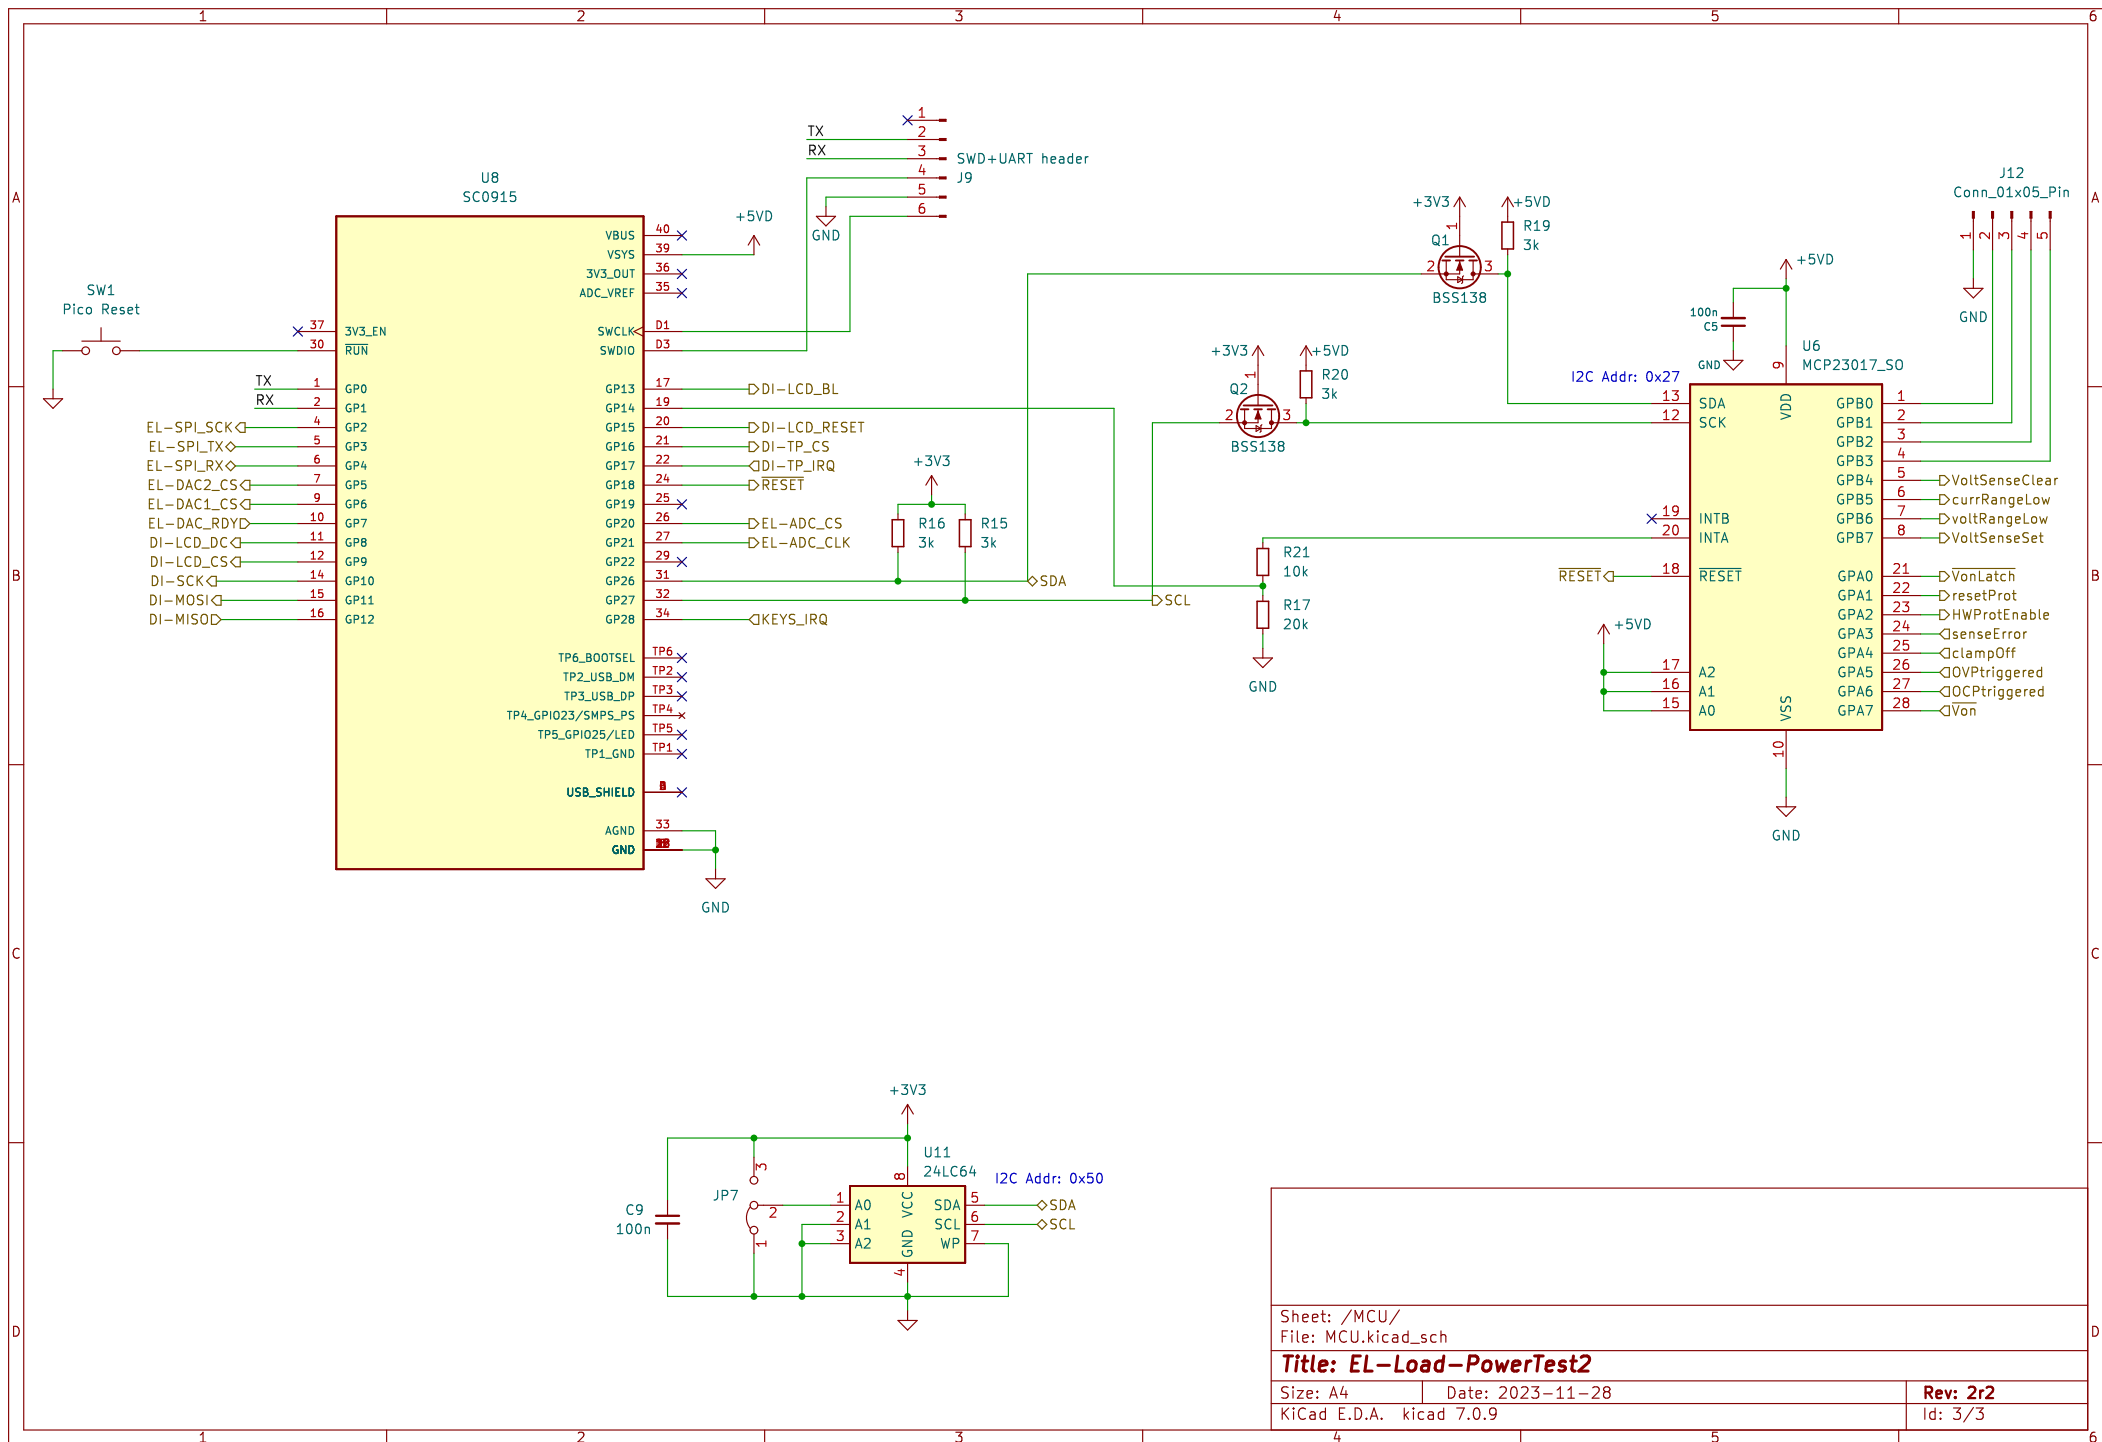 1 2 3 4 5 6
A
B
C
D
A
B
C
D
1 2 3 4 5 6
U8
SC0915
SW1
Pico Reset
37 3V3_EN
30 RUN
TX
1 GP0
RX
2 GP1
EL-SPI_SCK 4 GP2
EL-SPI_TX 5 GP3
EL-SPI_RX 6 GP4
EL-DAC2_CS 7 GP5
EL-DAC1_CS 9 GP6
EL-DAC_RDY 10 GP7
DI-LCD_DC 11 GP8
DI-LCD_CS 12 GP9
DI-SCK 14 GP10
DI-MOSI 15 GP11
DI-MISO 16 GP12
VBUS 40
VSYS 39
+5VD
3V3_OUT 36
ADC_VREF 35
SWCLK D1
SWDIO D3
GP13 17 DI-LCD_BL
GP14 19
GP15 20 DI-LCD_RESET
GP16 21 DI-TP_CS
GP17 22 DI-TP_IRQ
GP18 24 RESET
GP19 25
GP20 26 EL-ADC_CS
GP21 27 EL-ADC_CLK
GP22 29
GP26 31 SDA
GP27 32 SCL
GP28 34 KEYS_IRQ
TP6_BOOTSEL TP6
TP2_USB_DM TP2
TP3_USB_DP TP3
TP4_GPIO23/SMPS_PS TP4
TP5_GPIO25/LED TP5
TP1_GND TP1
USB_SHIELD
AGND 33
GND
GND
1
TX 2
RX 3
4
5
6
SWD+UART header
J9
GND
+3V3
R16
3k
R15
3k
+3V3
+5VD
R19
3k
Q1
1
2 3
BSS138
+3V3
+5VD
R20
3k
Q2
1
2 3
BSS138
R21
10k
R17
20k
GND
J12
Conn_01x05_Pin
1 2 3 4 5
GND
+5VD
100n
C5
GND
U6
MCP23017_SO
I2C Addr: 0x27
9 VDD
13 SDA
12 SCK
19 INTB
20 INTA
RESET 18 RESET
+5VD
17 A2
16 A1
15 A0
VSS 10
GND
GPB0 1
GPB1 2
GPB2 3
GPB3 4
GPB4 5 VoltSenseClear
GPB5 6 currRangeLow
GPB6 7 voltRangeLow
GPB7 8 VoltSenseSet
GPA0 21 VonLatch
GPA1 22 resetProt
GPA2 23 HWProtEnable
GPA3 24 senseError
GPA4 25 clampOff
GPA5 26 OVPtriggered
GPA6 27 OCPtriggered
GPA7 28 Von
+3V3
U11
24LC64
I2C Addr: 0x50
C9
100n
JP7
3
2
1
8 VCC
1 A0
2 A1
3 A2
GND 4
SDA 5 SDA
SCL 6 SCL
WP 7
Sheet: /MCU/
File: MCU.kicad_sch
Title: EL-Load-PowerTest2
Size: A4 Date: 2023-11-28 Rev: 2r2
KiCad E.D.A. kicad 7.0.9 Id: 3/3